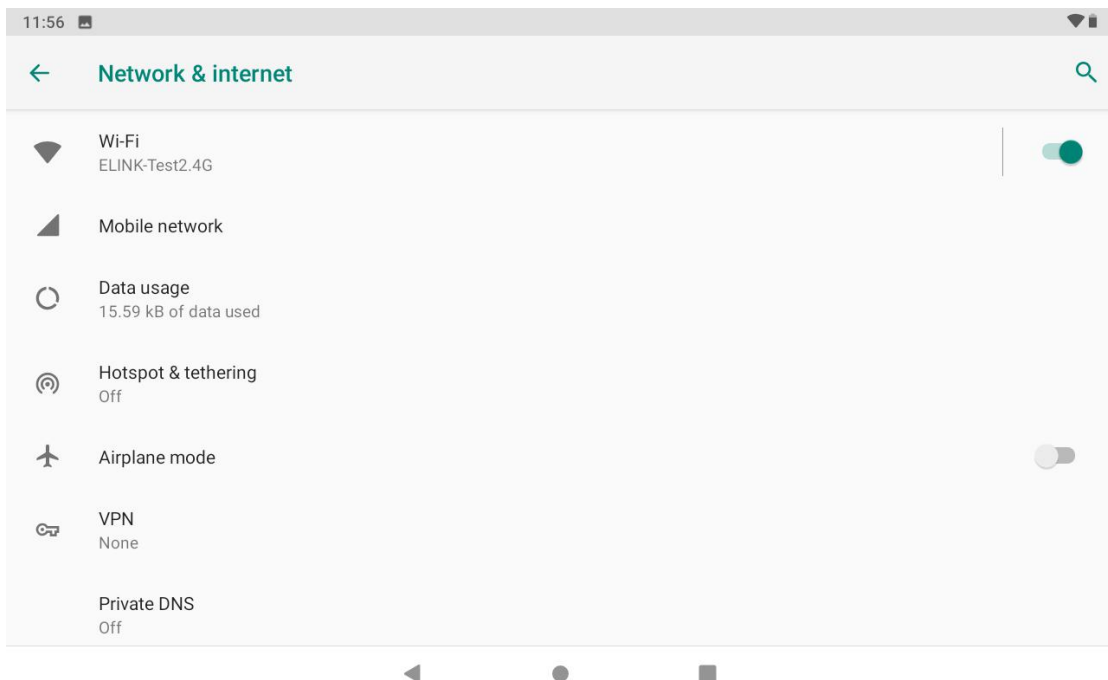 11:56
Network & internet
Wi-Fi
ELINK-Test2.4G
Mobile network
Data usage
15.59 kB of data used
Hotspot & tethering
Off
Airplane mode
VPN
None
Private DNS
Off